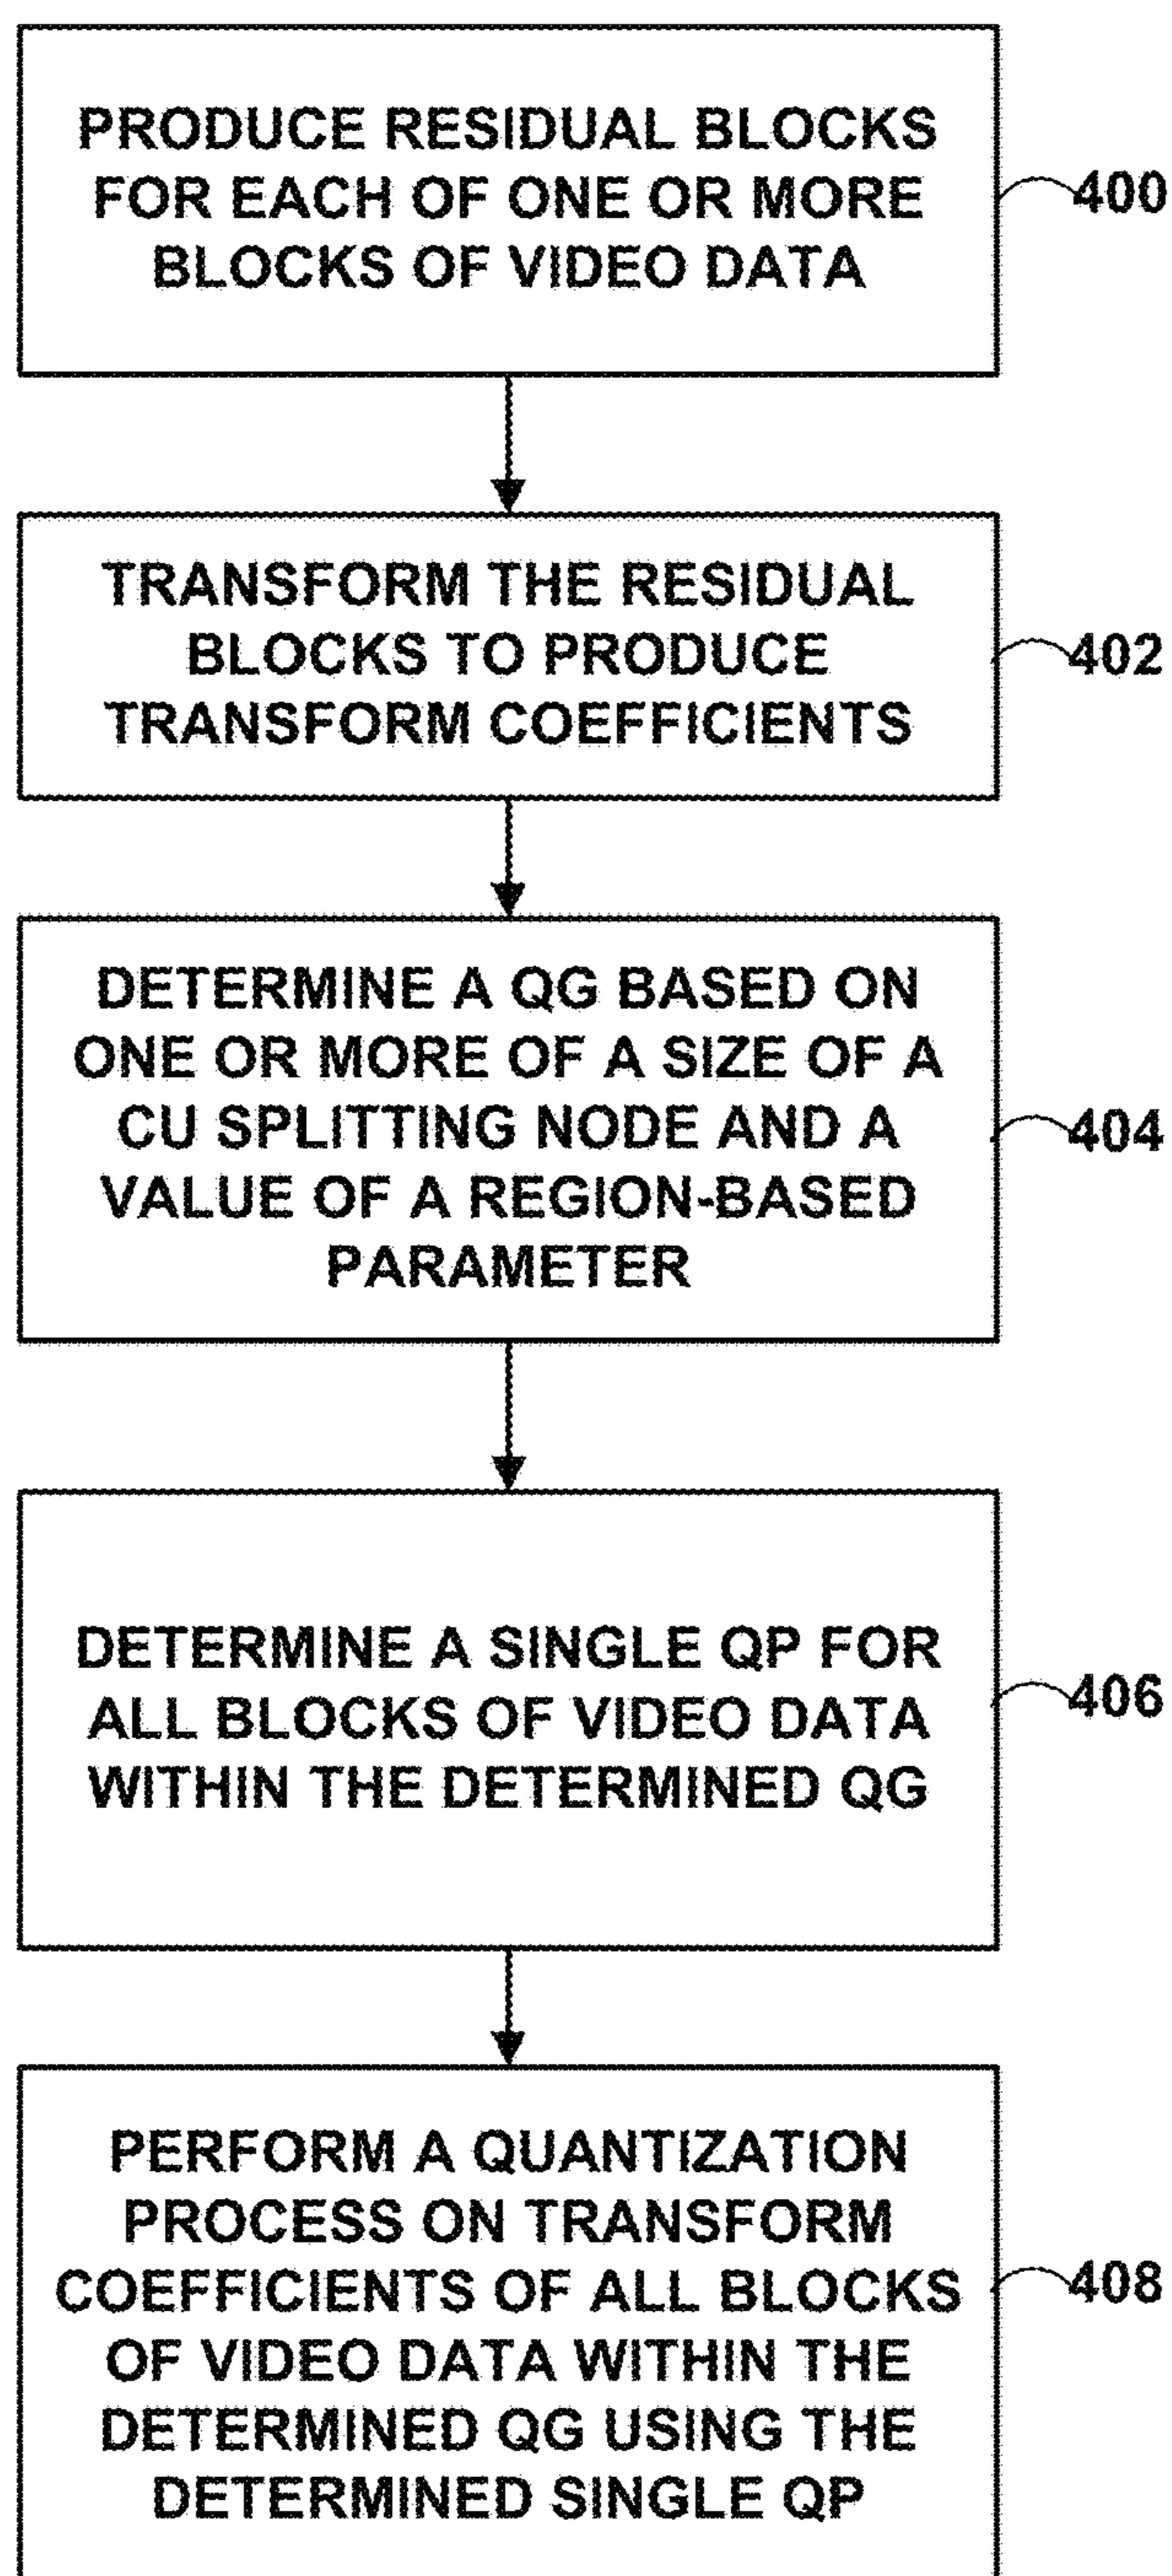 PRODUCE RESIDUAL BLOCKS
FOR EACH OF ONE OR MORE
BLOCKS OF VIDEO DATA
400
TRANSFORM THE RESIDUAL
BLOCKS TO PRODUCE
TRANSFORM COEFFICIENTS
402
DETERMINE A QG BASED ON
ONE OR MORE OF A SIZE OF A
CU SPLITTING NODE AND A
VALUE OF A REGION-BASED
PARAMETER
404
DETERMINE A SINGLE QP FOR
ALL BLOCKS OF VIDEO DATA
WITHIN THE DETERMINED QG
406
PERFORM A QUANTIZATION
PROCESS ON TRANSFORM
COEFFICIENTS OF ALL BLOCKS
OF VIDEO DATA WITHIN THE
DETERMINED QG USING THE
DETERMINED SINGLE QP
408